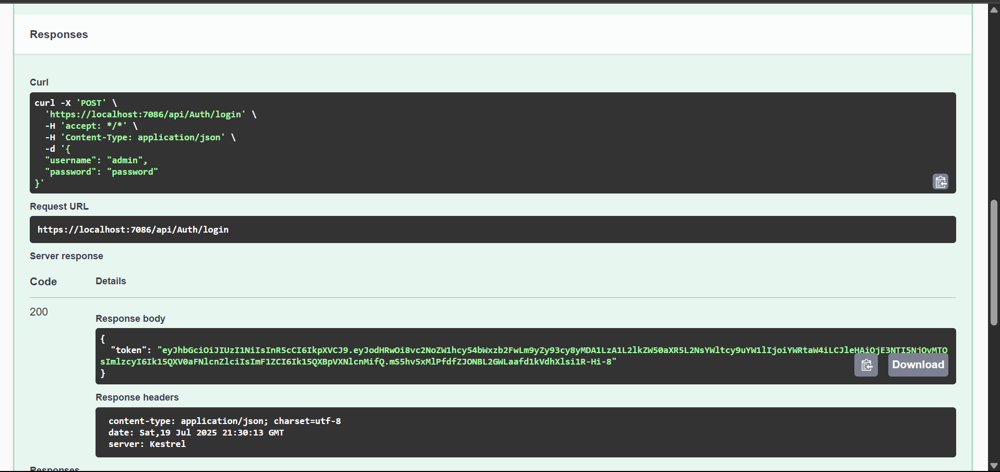 Responses
Curl
curl -X 'POST' \
'https://localhost:7086/api/Auth/login' \
-H 'accept: */*' \
-H 'Content-Type: application/json' \
-d '{
"username": "admin",
"password": "password"
}'
Request URL
https://localhost:7086/api/Auth/login
Server response
Code Details
200
Response body
{
"token": "eyJhbGciOiJIUzI1NiIsInR5cCI6IkpXVCJ9.eyJodHRwOi8vc2NoZW1hcy54bWxzb2FwLm9yZy93cy8yMDA1LzA1L2lkZW50aXR5L2NsYWltcy9uYW1lIjoiYWRtaW4iLCJleHAiOjE3NTI5NjQyMTQ
sImlzcyI6Ik15QXV0aFNlcnZlciIsImF1ZCI6Ik15QXBpVXNlcnMifQ.mS5hv5xMlPfdfZJONBL2GWLaafd1kVdhXlsi1R-Hi-8"
}
Download
Response headers
content-type: application/json; charset=utf-8
date: Sat,19 Jul 2025 21:30:13 GMT
server: Kestrel
Responses